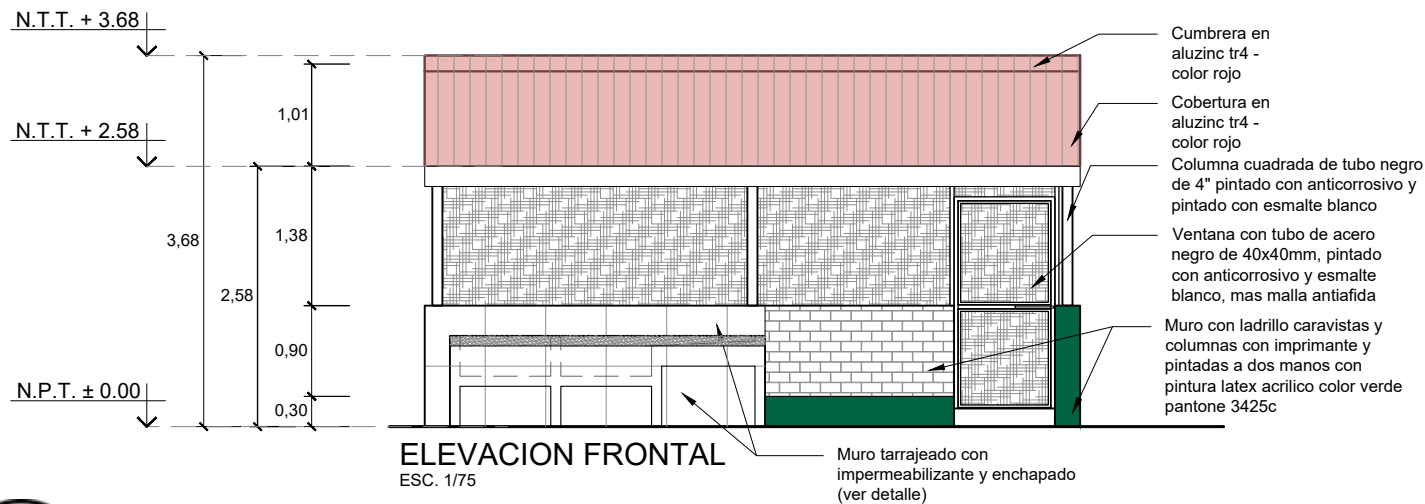 N.T.T. + 3.68
N.T.T. + 2.58
N.P.T. ± 0.00
3,68
2,58
1,01
1,38
0,90
0,30
Cumbrera en
aluzinc tr4 -
color rojo
Cobertura en
aluzinc tr4 -
color rojo
Columna cuadrada de tubo negro
de 4" pintado con anticorrosivo y
pintado con esmalte blanco
Ventana con tubo de acero
negro de 40x40mm, pintado
con anticorrosivo y esmalte
blanco, mas malla antiafida
Muro con ladrillo caravistas y
columnas con imprimante y
pintadas a dos manos con
pintura latex acrilico color verde
pantone 3425c
ELEVACION FRONTAL
ESC. 1/75
Muro tarrajeado con
impermeabilizante y enchapado
(ver detalle)